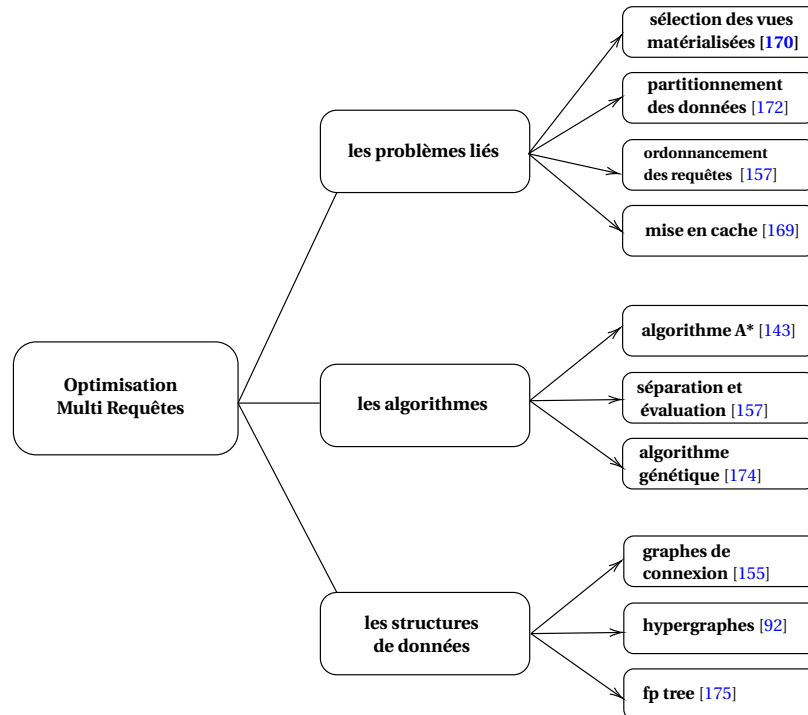 sélection des vues
matérialisées [170]
partitionnement
des données [172]
les problèmes liés
ordonnancement
des requêtes [157]
mise en cache [169]
Optimisation
Multi Requêtes
algorithme A* [143]
les algorithmes
séparation et
évaluation [157]
algorithme
génétique [174]
graphes de
connexion [155]
les structures
de données
hypergraphes [92]
fp tree [175]